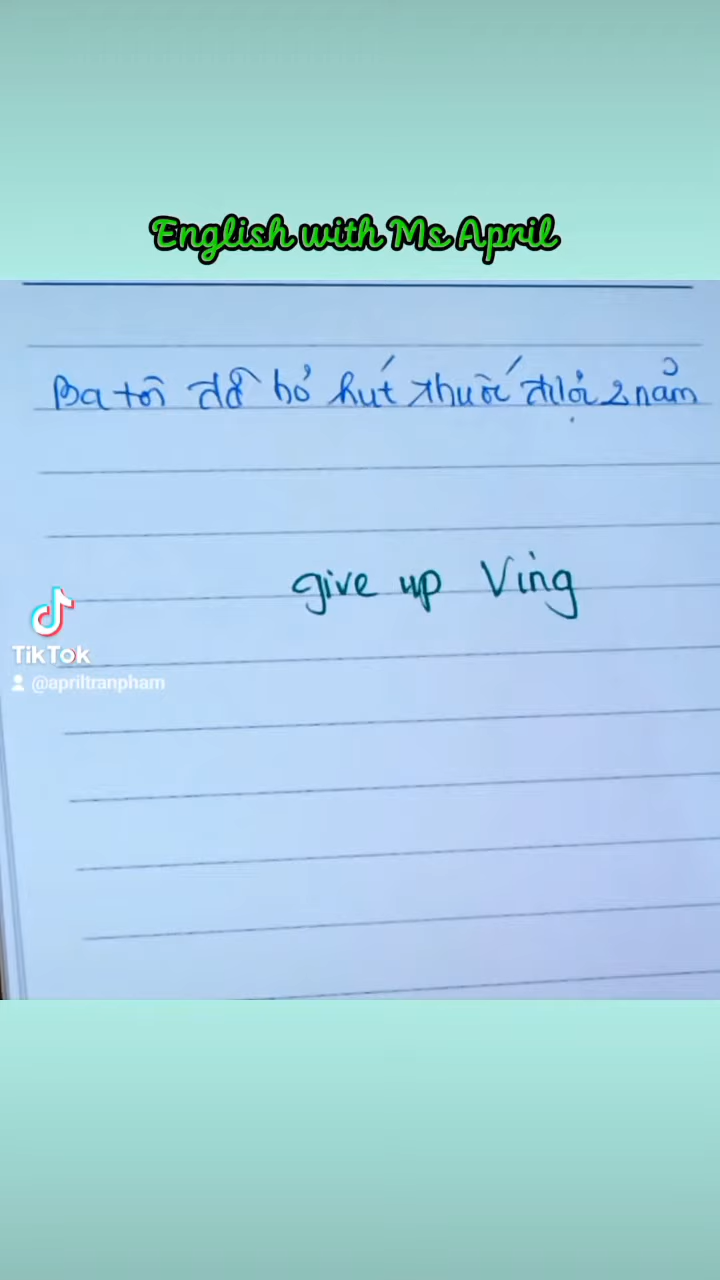 English with Ms April
Ba tôi đã bỏ hút thuốc được 2 năm
give up Ving
TikTok
@apriltranpham